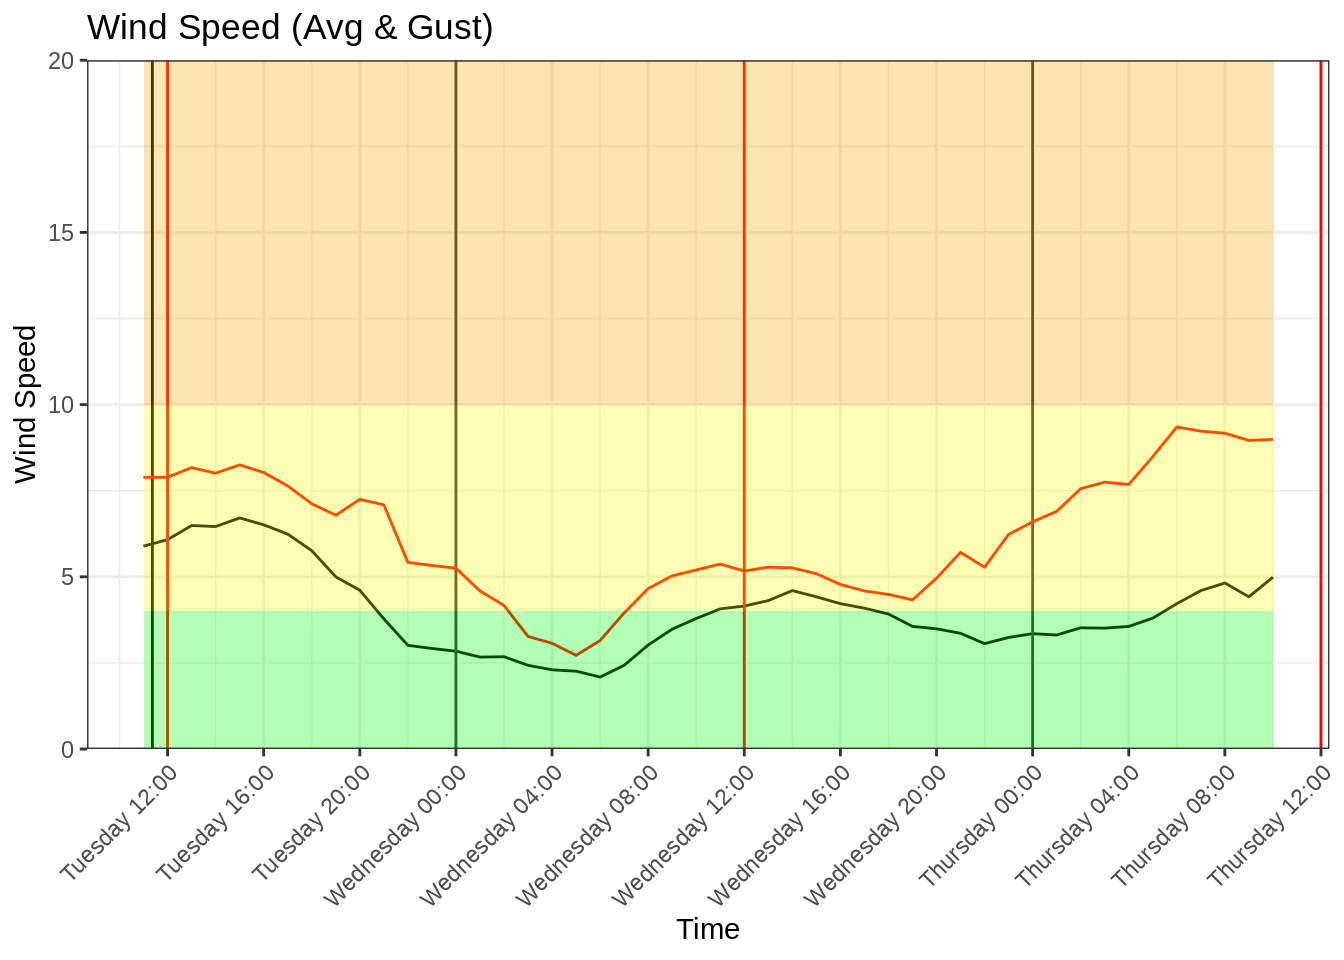 Wind Speed (Avg & Gust)
20
15
10
5
0
Wind Speed
Tuesday 12:00
Tuesday 16:00
Tuesday 20:00
Wednesday 00:00
Wednesday 04:00
Wednesday 08:00
Wednesday 12:00
Wednesday 16:00
Wednesday 20:00
Thursday 00:00
Thursday 04:00
Thursday 08:00
Thursday 12:00
Time